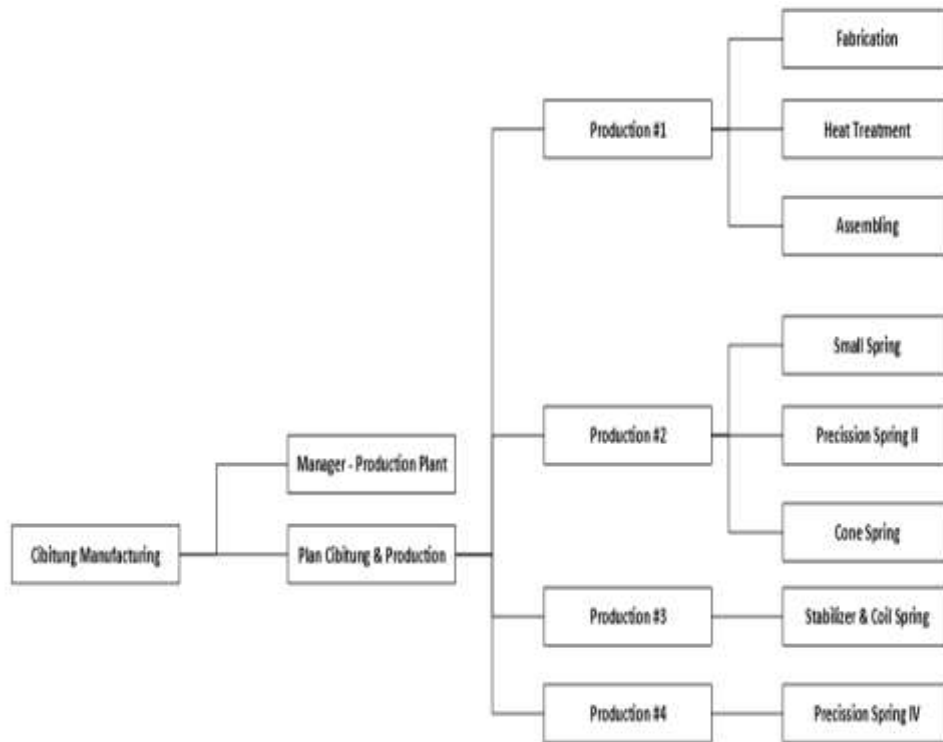 Fabrication
Production #1
Heat Treatment
Assembling
Small Spring
Production #2
Precission Spring II
Manager - Production Plant
Cone Spring
Cibitung Manufacturing
Plan Cibitung & Production
Production #3
Stabilizer & Coil Spring
Production #4
Precission Spring IV